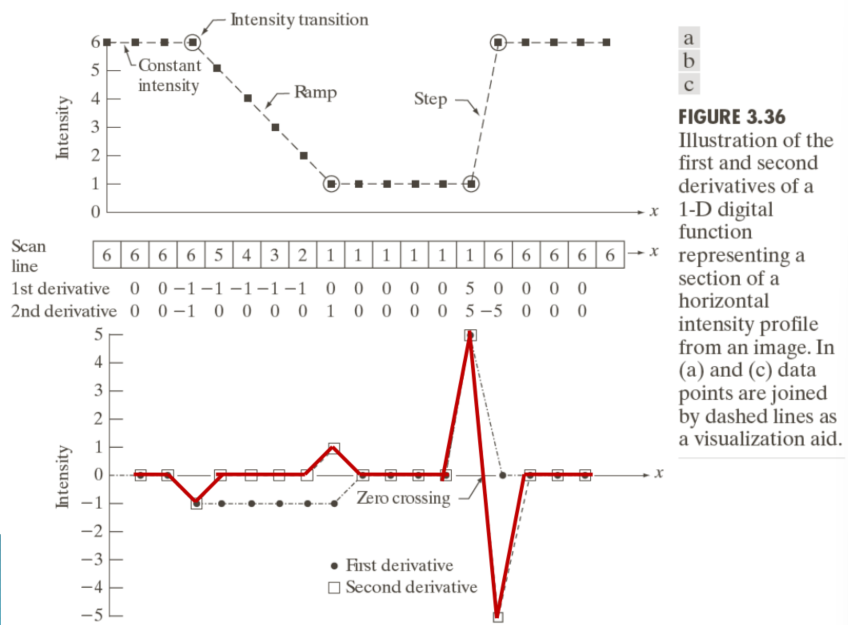 Intensity transition
6
Constant
intensity
5
4
Ramp
Step
3
2
1
0
Intensity
x
Scan
line
6 6 6 6 5 4 3 2 1 1 1 1 1 1 6 6 6 6 6
x
1st derivative 0 0 −1 −1 −1 −1 −1 0 0 0 0 0 5 0 0 0 0
2nd derivative 0 0 −1 0 0 0 0 1 0 0 0 0 5 −5 0 0 0
5
4
3
2
1
0
−1
−2
−3
−4
−5
Intensity
x
Zero crossing
First derivative
Second derivative
a
b
c
FIGURE 3.36
Illustration of the
first and second
derivatives of a
1-D digital
function
representing a
section of a
horizontal
intensity profile
from an image. In
(a) and (c) data
points are joined
by dashed lines as
a visualization aid.